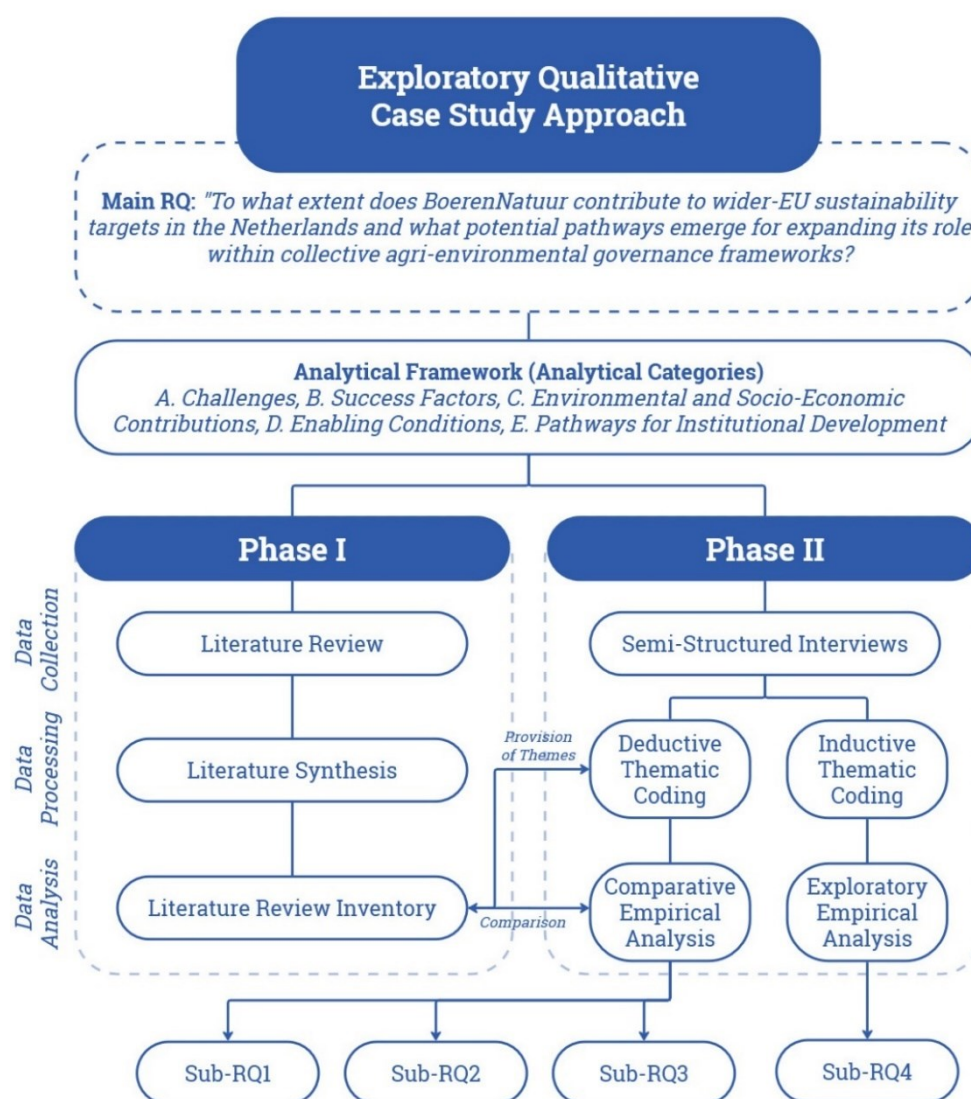 Exploratory Qualitative
Case Study Approach
Main RQ: "To what extent does BoerenNatuur contribute to wider-EU sustainability
targets in the Netherlands and what potential pathways emerge for expanding its role
within collective agri-environmental governance frameworks?
Analytical Framework (Analytical Categories)
A. Challenges, B. Success Factors, C. Environmental and Socio-Economic
Contributions, D. Enabling Conditions, E. Pathways for Institutional Development
Phase I
Phase II
Data
Collection
Literature Review
Semi-Structured Interviews
Data
Processing
Literature Synthesis
Provision
of Themes
Deductive
Thematic
Coding
Inductive
Thematic
Coding
Data
Analysis
Literature Review Inventory
Comparison
Comparative
Empirical
Analysis
Exploratory
Empirical
Analysis
Sub-RQ1
Sub-RQ2
Sub-RQ3
Sub-RQ4